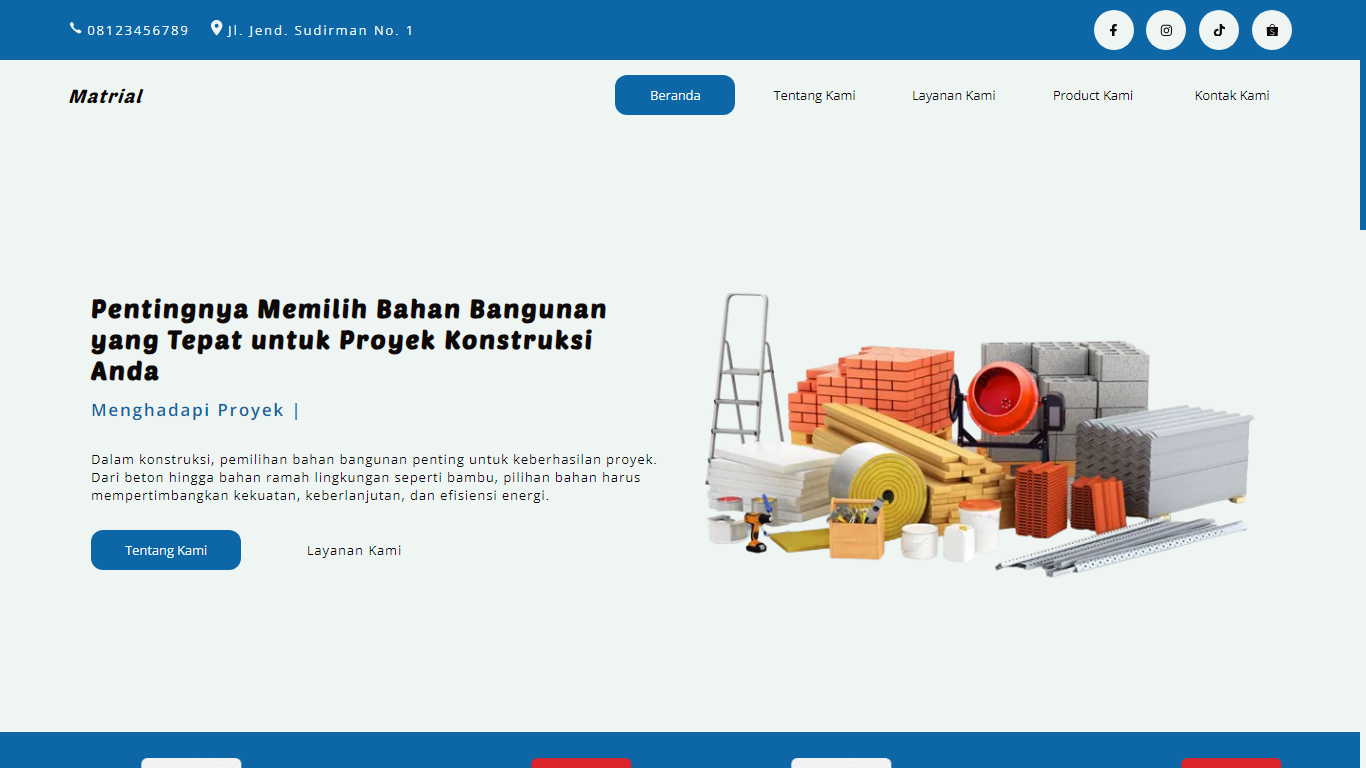 08123456789
Jl. Jend. Sudirman No. 1
Matrial
Beranda
Tentang Kami
Layanan Kami
Product Kami
Kontak Kami
Pentingnya Memilih Bahan Bangunan
yang Tepat untuk Proyek Konstruksi
Anda
Menghadapi Proyek |
Dalam konstruksi, pemilihan bahan bangunan penting untuk keberhasilan proyek.
Dari beton hingga bahan ramah lingkungan seperti bambu, pilihan bahan harus
mempertimbangkan kekuatan, keberlanjutan, dan efisiensi energi.
Tentang Kami
Layanan Kami